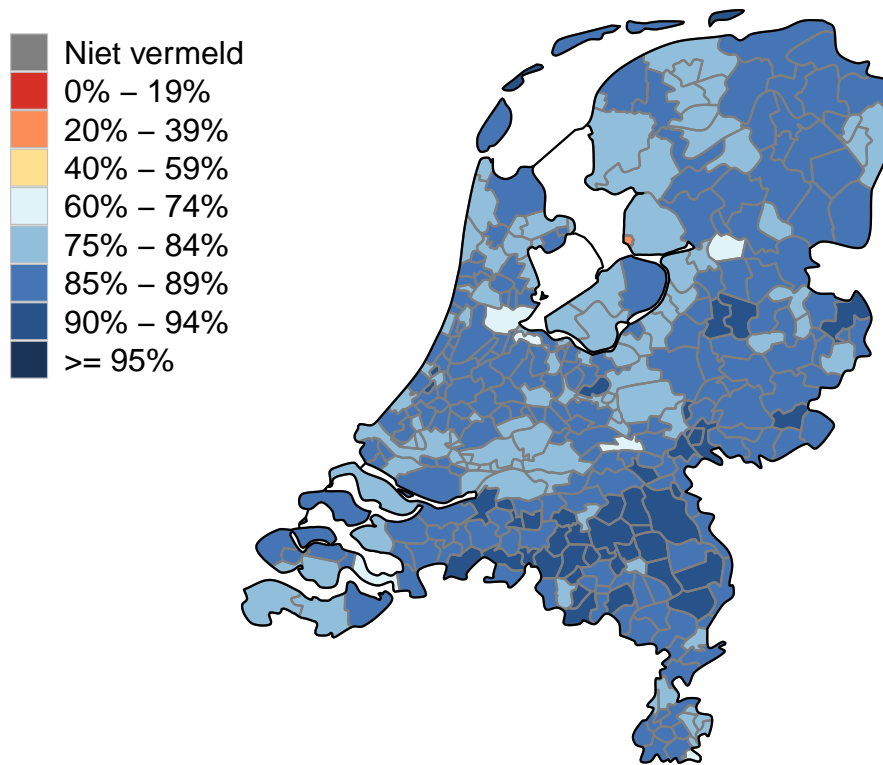 Niet vermeld
0% – 19%
20% – 39%
40% – 59%
60% – 74%
75% – 84%
85% – 89%
90% – 94%
>= 95%